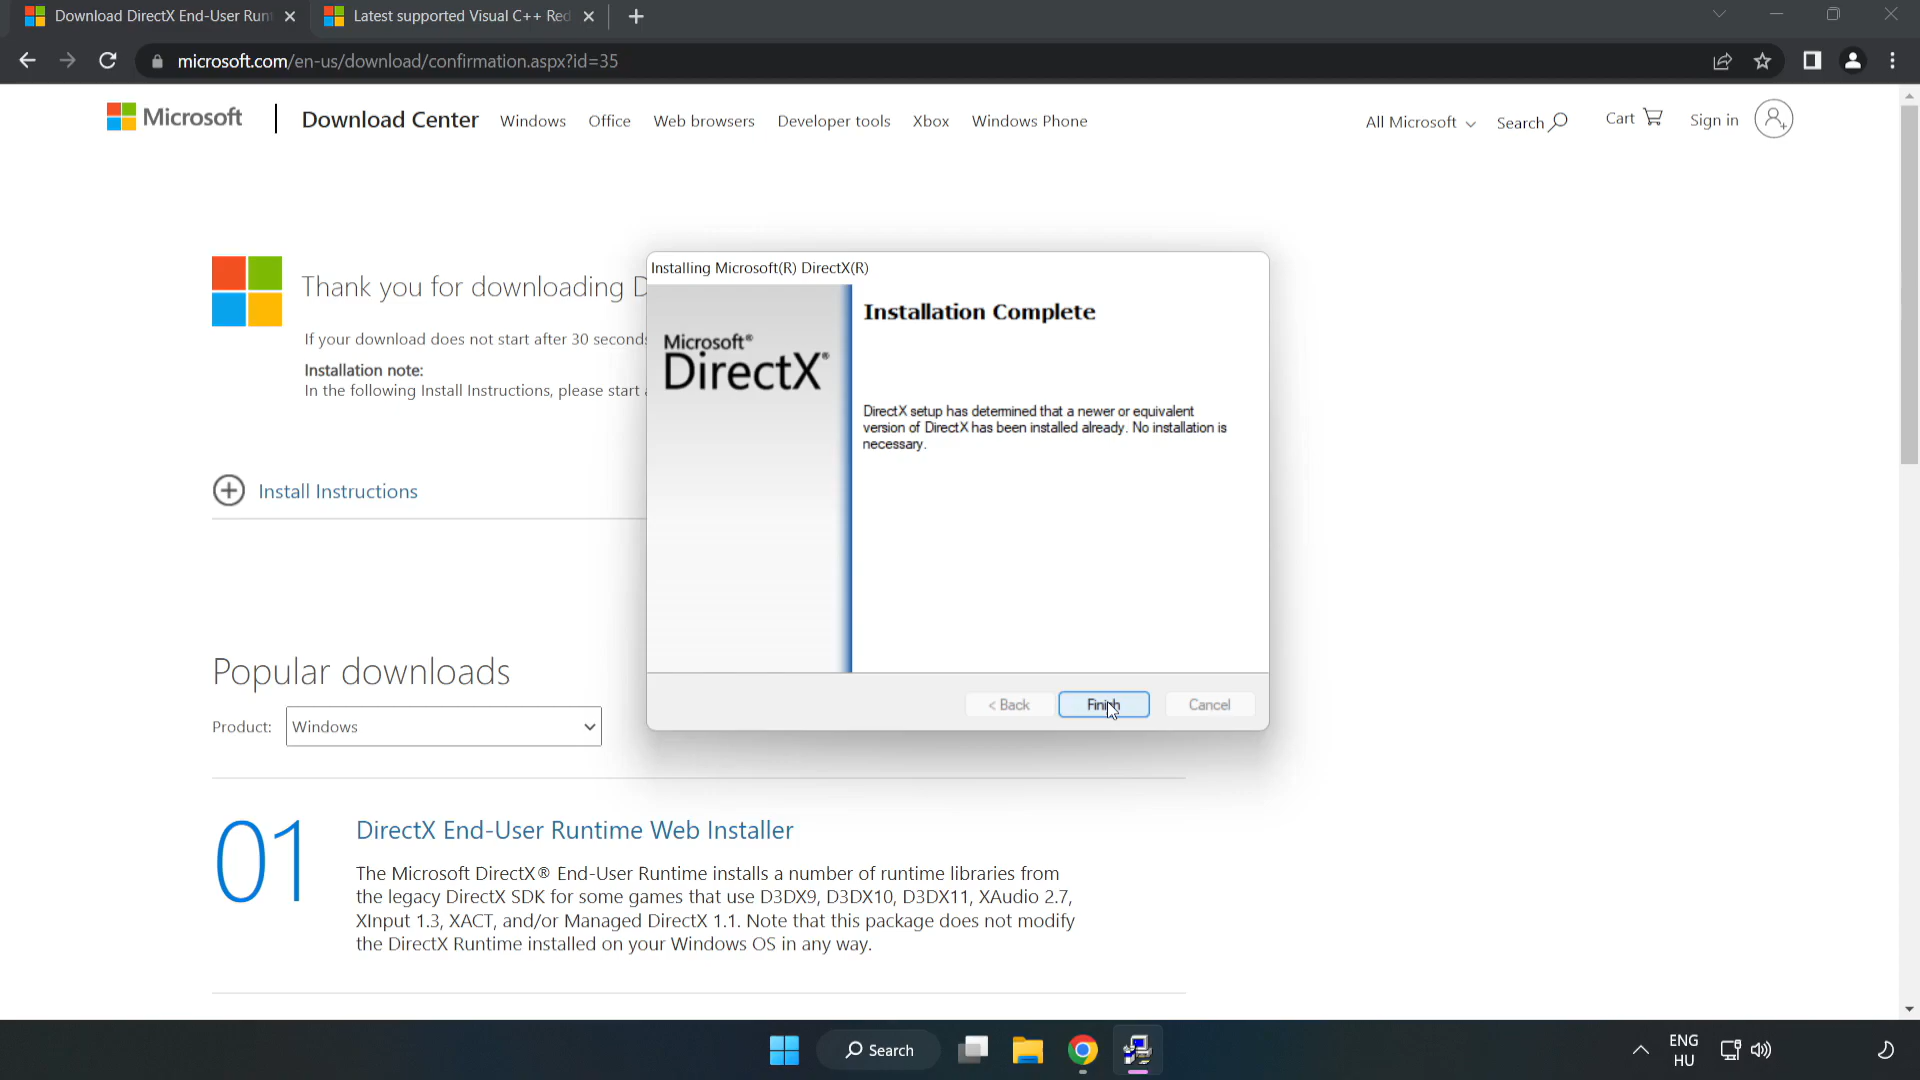 Download DirectX End-User Run
Latest supported Visual C++ Red
microsoft.com/en-us/download/confirmation.aspx?id=35
Microsoft
Download Center
Windows
Office
Web browsers
Developer tools
Xbox
Windows Phone
All Microsoft
Search
Cart
Sign in
Thank you for downloading D
If your download does not start after 30 seconds
Installation note:
In the following Install Instructions, please start a
Install Instructions
Installing Microsoft(R) DirectX(R)
Microsoft®
DirectX®
Installation Complete
DirectX setup has determined that a newer or equivalent
version of DirectX has been installed already. No installation is
necessary.
< Back
Finish
Cancel
Popular downloads
Product:
Windows
01
DirectX End-User Runtime Web Installer
The Microsoft DirectX® End-User Runtime installs a number of runtime libraries from
the legacy DirectX SDK for some games that use D3DX9, D3DX10, D3DX11, XAudio 2.7,
XInput 1.3, XACT, and/or Managed DirectX 1.1. Note that this package does not modify
the DirectX Runtime installed on your Windows OS in any way.
Search
ENG
HU